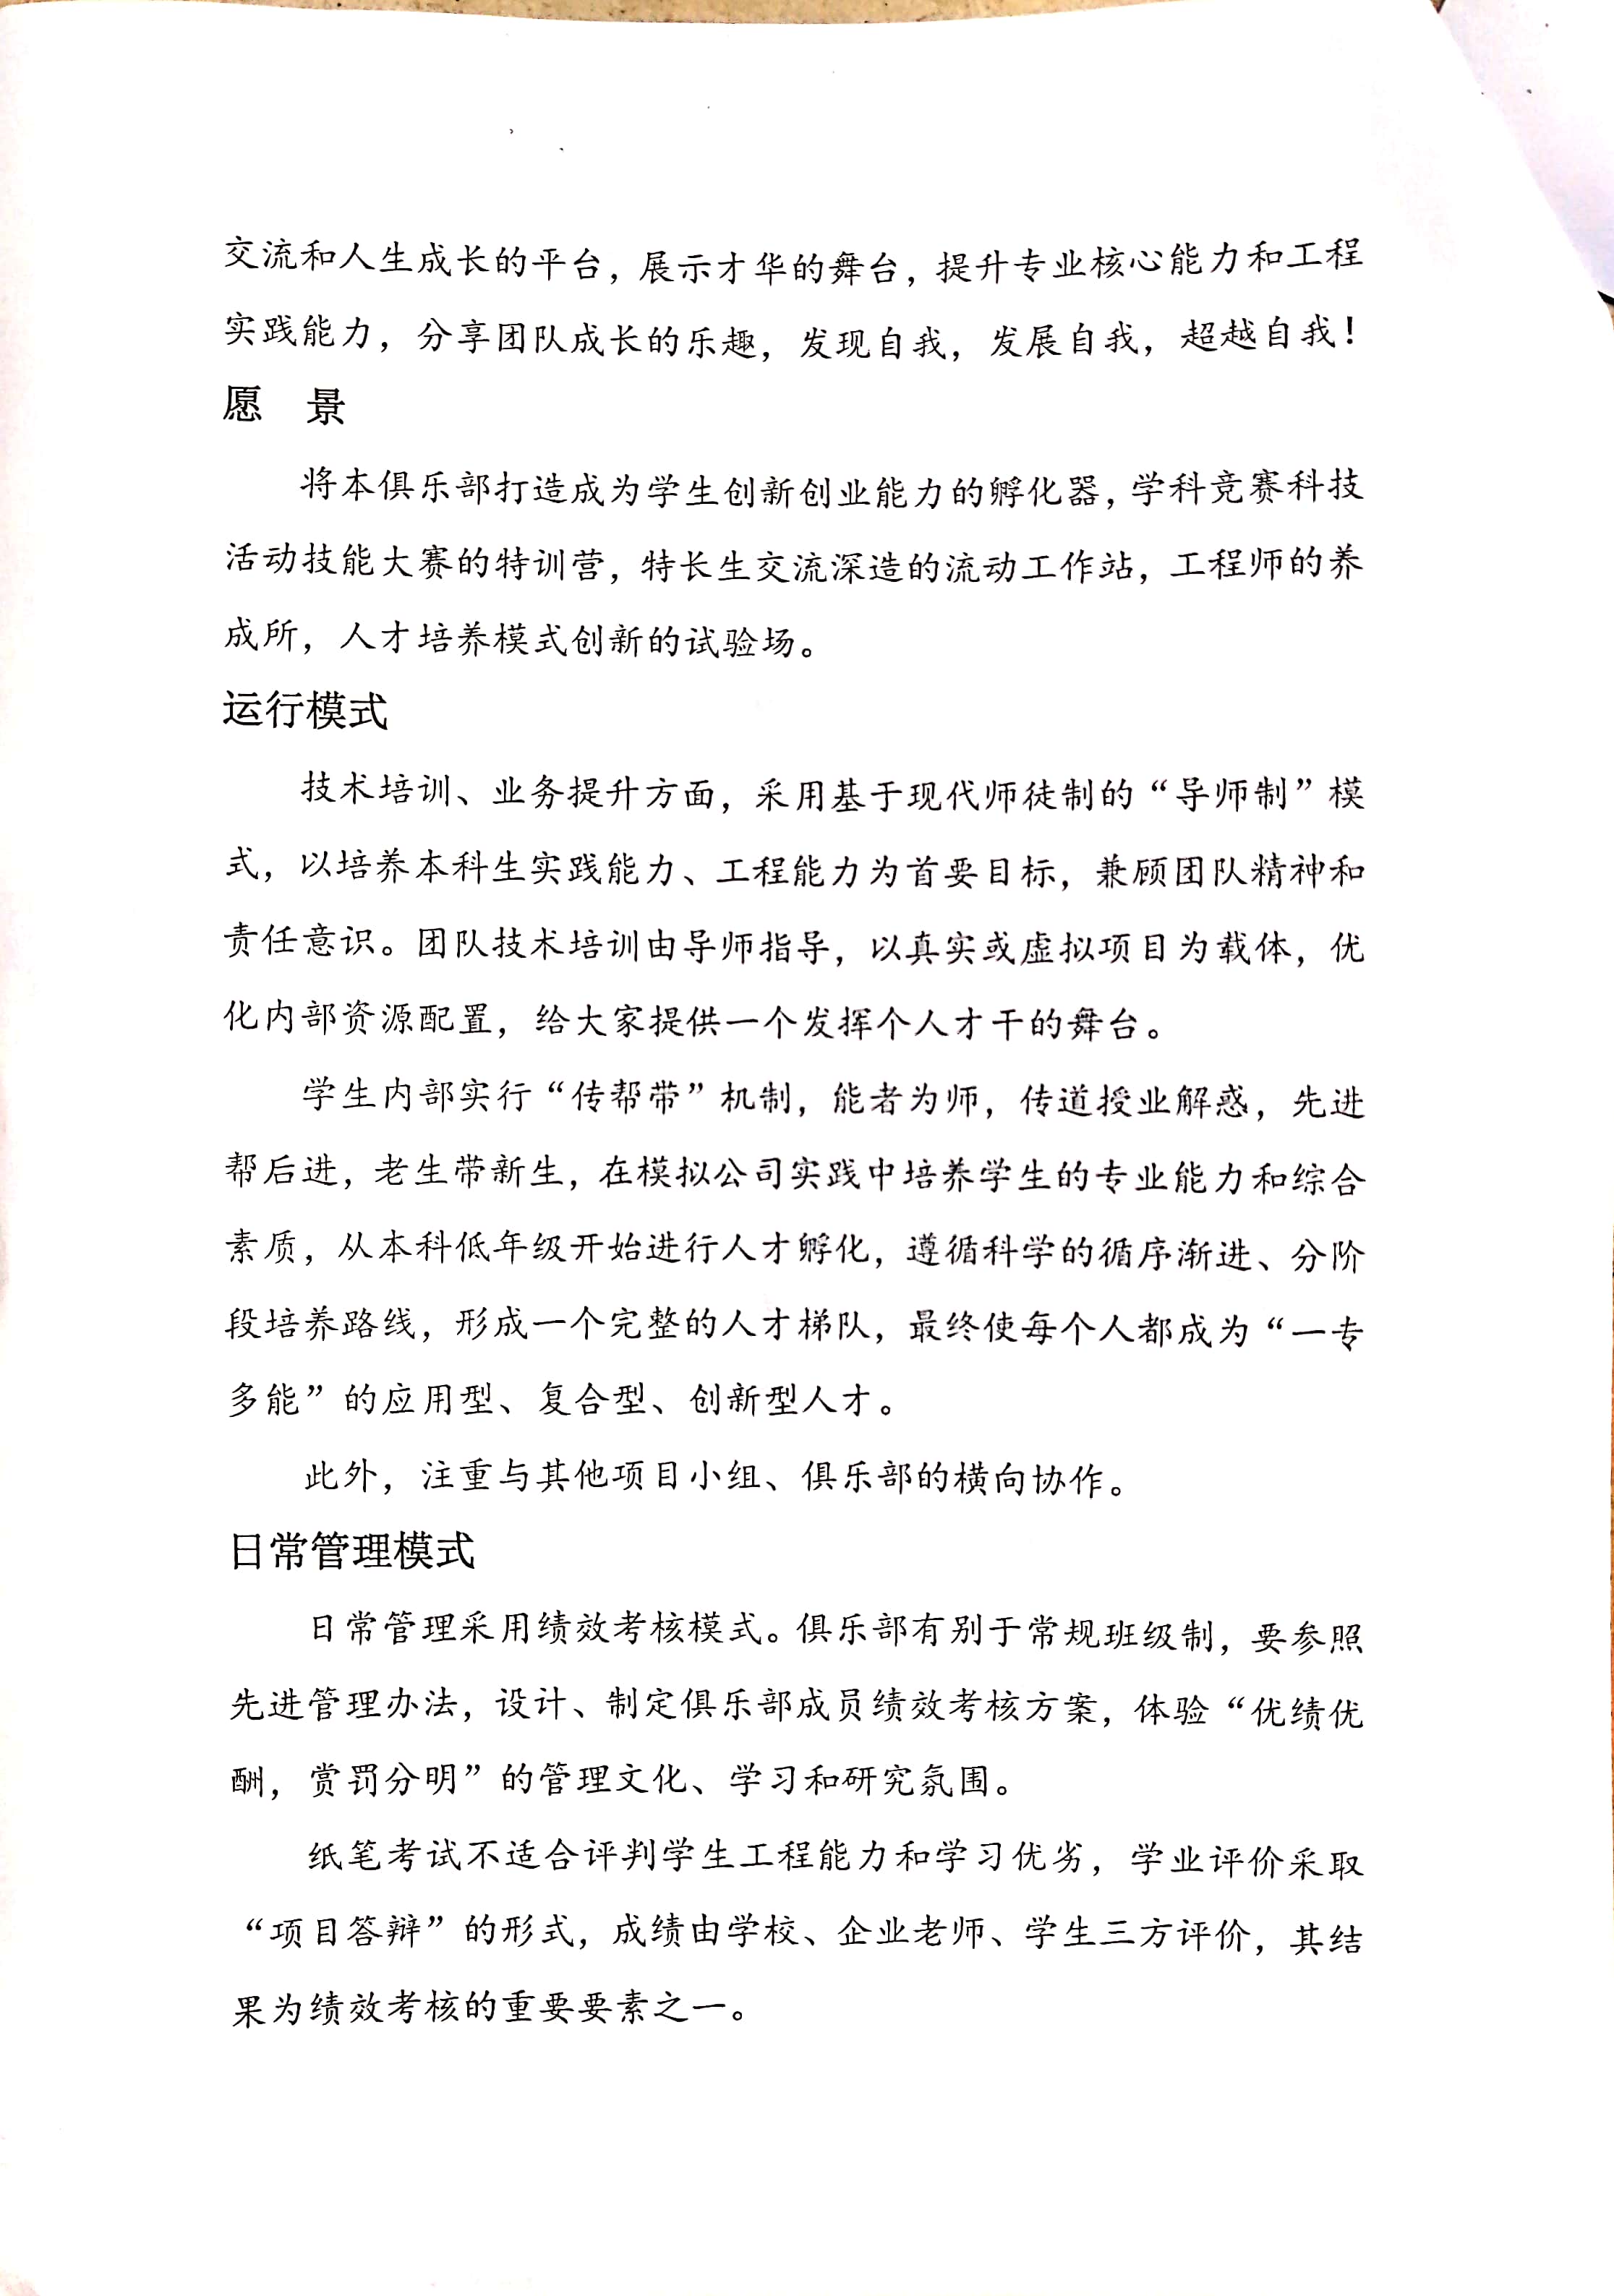 交流和人生成长的平台，展示才华的舞台，提升专业核心能力和工程
实践能力，分享团队成长的乐趣，发现自我，发展自我，超越自我！
愿　景
将本俱乐部打造成为学生创新创业能力的孵化器，学科竞赛科技
活动技能大赛的特训营，特长生交流深造的流动工作站，工程师的养
成所，人才培养模式创新的试验场。
运行模式
技术培训、业务提升方面，采用基于现代师徒制的“导师制”模
式，以培养本科生实践能力、工程能力为首要目标，兼顾团队精神和
责任意识。团队技术培训由导师指导，以真实或虚拟项目为载体，优
化内部资源配置，给大家提供一个发挥个人才干的舞台。
学生内部实行“传帮带”机制，能者为师，传道授业解惑，先进
帮后进，老生带新生，在模拟公司实践中培养学生的专业能力和综合
素质，从本科低年级开始进行人才孵化，遵循科学的循序渐进、分阶
段培养路线，形成一个完整的人才梯队，最终使每个人都成为“一专
多能”的应用型、复合型、创新型人才。
此外，注重与其他项目小组、俱乐部的横向协作。
日常管理模式
日常管理采用绩效考核模式。俱乐部有别于常规班级制，要参照
先进管理办法，设计、制定俱乐部成员绩效考核方案，体验“优绩优
酬，赏罚分明”的管理文化、学习和研究氛围。
纸笔考试不适合评判学生工程能力和学习优劣，学业评价采取
“项目答辩”的形式，成绩由学校、企业老师、学生三方评价，其结
果为绩效考核的重要要素之一。